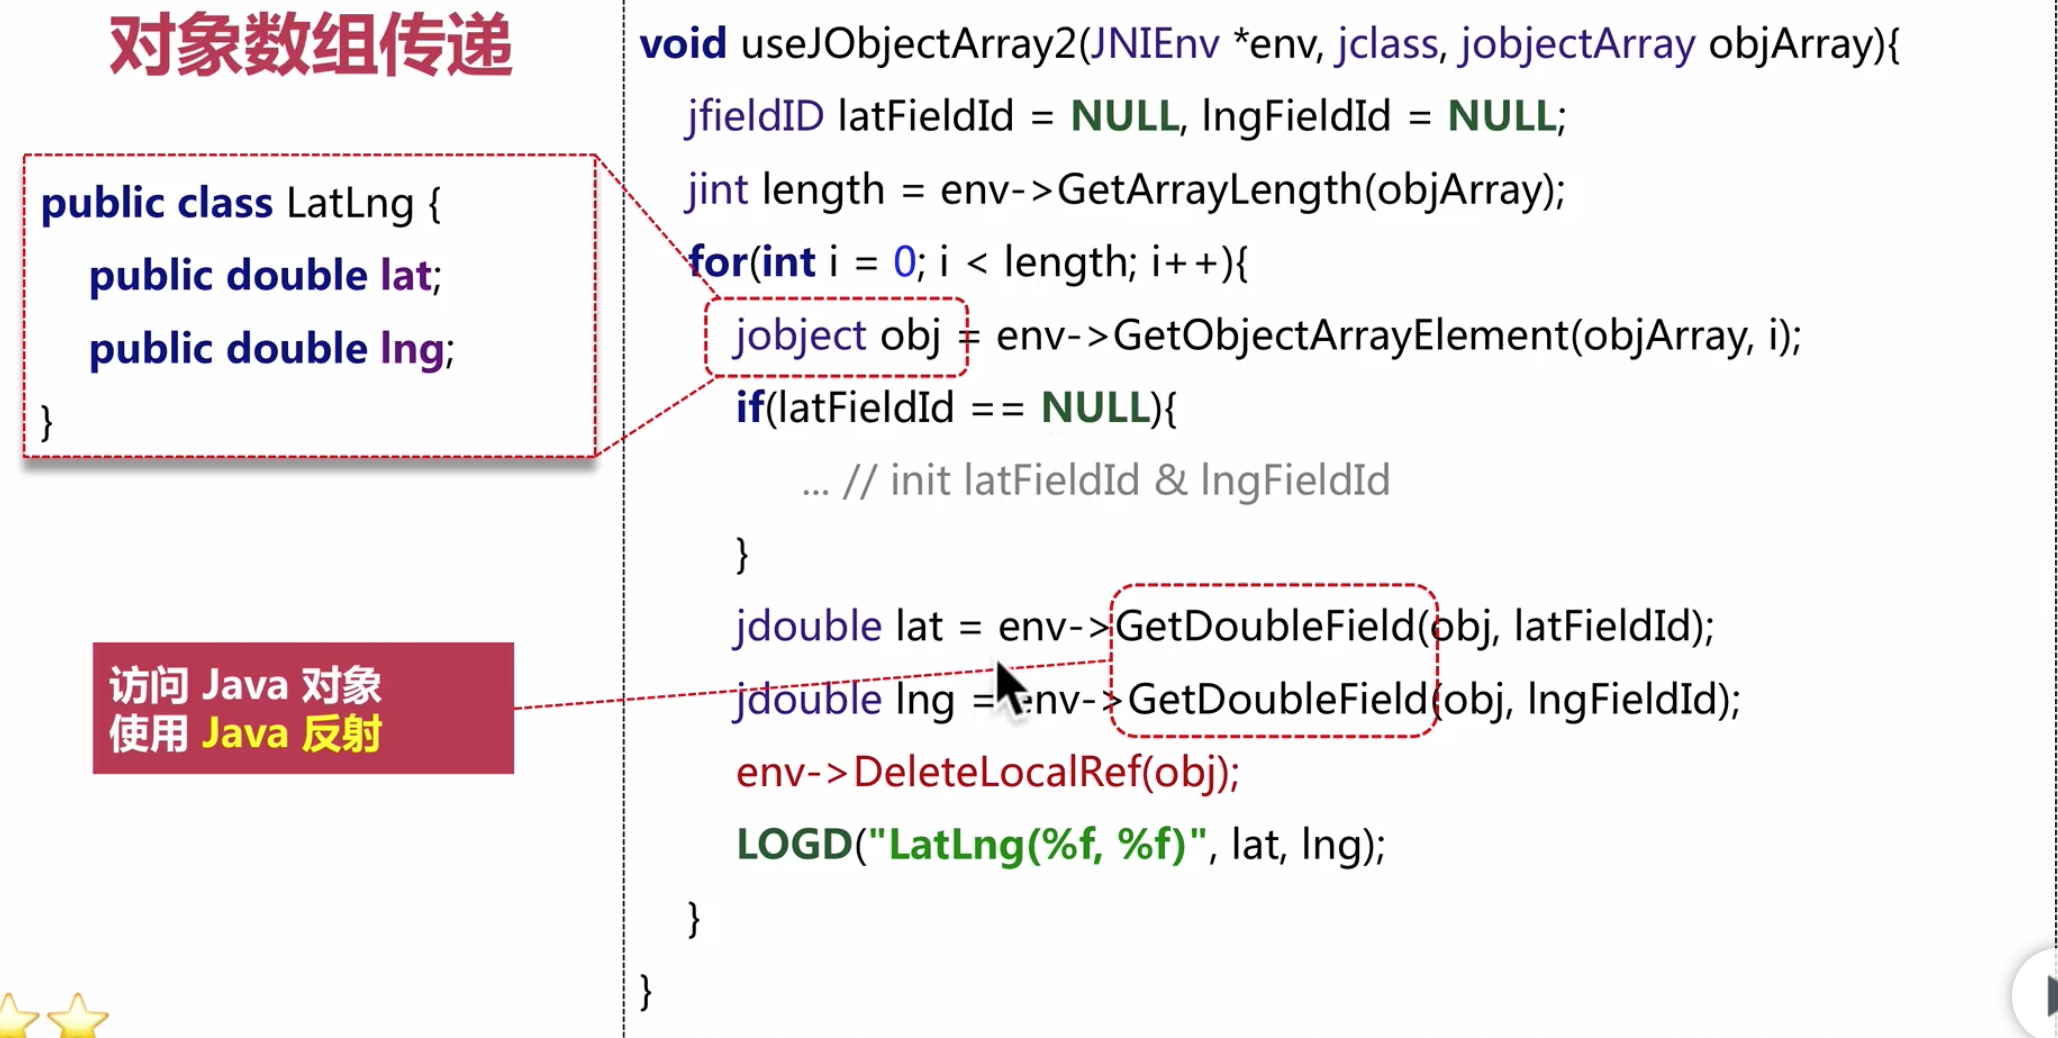 对象数组传递
public class LatLng {
public double lat;
public double lng;
}
访问 Java 对象
使用 Java 反射
void useJObjectArray2(JNIEnv *env, jclass, jobjectArray objArray){
jfieldID latFieldId = NULL, lngFieldId = NULL;
jint length = env->GetArrayLength(objArray);
for(int i = 0; i < length; i++){
jobject obj = env->GetObjectArrayElement(objArray, i);
if(latFieldId == NULL){
... // init latFieldId & lngFieldId
}
jdouble lat = env->GetDoubleField(obj, latFieldId);
jdouble lng = env->GetDoubleField(obj, lngFieldId);
env->DeleteLocalRef(obj);
LOGD("LatLng(%f, %f)", lat, lng);
}
}